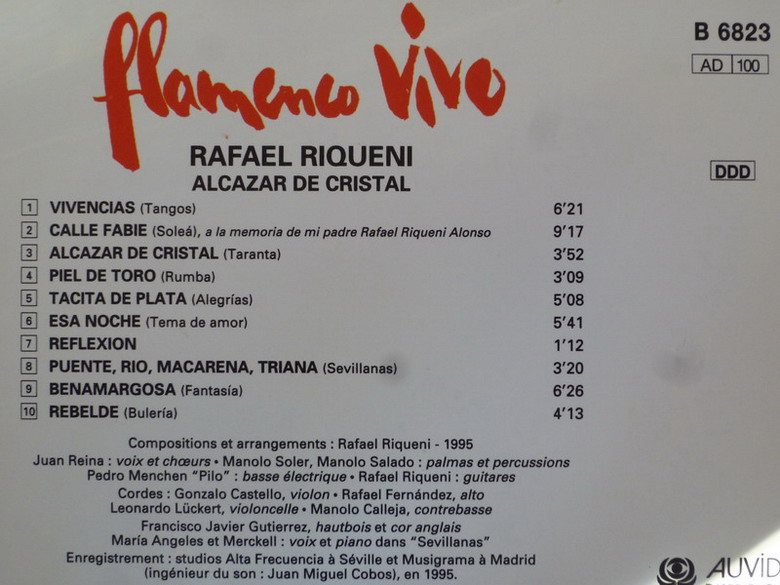 flamenco vivo
B 6823
AD 100
RAFAEL RIQUENI
ALCAZAR DE CRISTAL
DDD
1 VIVENCIAS (Tangos) 6'21
2 CALLE FABIE (Soleá), a la memoria de mi padre Rafael Riqueni Alonso 9'17
3 ALCAZAR DE CRISTAL (Taranta) 3'52
4 PIEL DE TORO (Rumba) 3'09
5 TACITA DE PLATA (Alegrías) 5'08
6 ESA NOCHE (Tema de amor) 5'41
7 REFLEXION 1'12
8 PUENTE, RIO, MACARENA, TRIANA (Sevillanas) 3'20
9 BENAMARGOSA (Fantasía) 6'26
10 REBELDE (Bulería) 4'13
Compositions et arrangements : Rafael Riqueni - 1995
Juan Reina : voix et chœurs • Manolo Soler, Manolo Salado : palmas et percussions
Pedro Menchen "Pilo" : basse électrique • Rafael Riqueni : guitares
Cordes : Gonzalo Castello, violon • Rafael Fernández, alto
Leonardo Lückert, violoncelle • Manolo Calleja, contrebasse
Francisco Javier Gutierrez, hautbois et cor anglais
María Angeles et Merckell : voix et piano dans "Sevillanas"
Enregistrement : studios Alta Frecuencia à Séville et Musigrama à Madrid
(ingénieur du son : Juan Miguel Cobos), en 1995.
AUVID